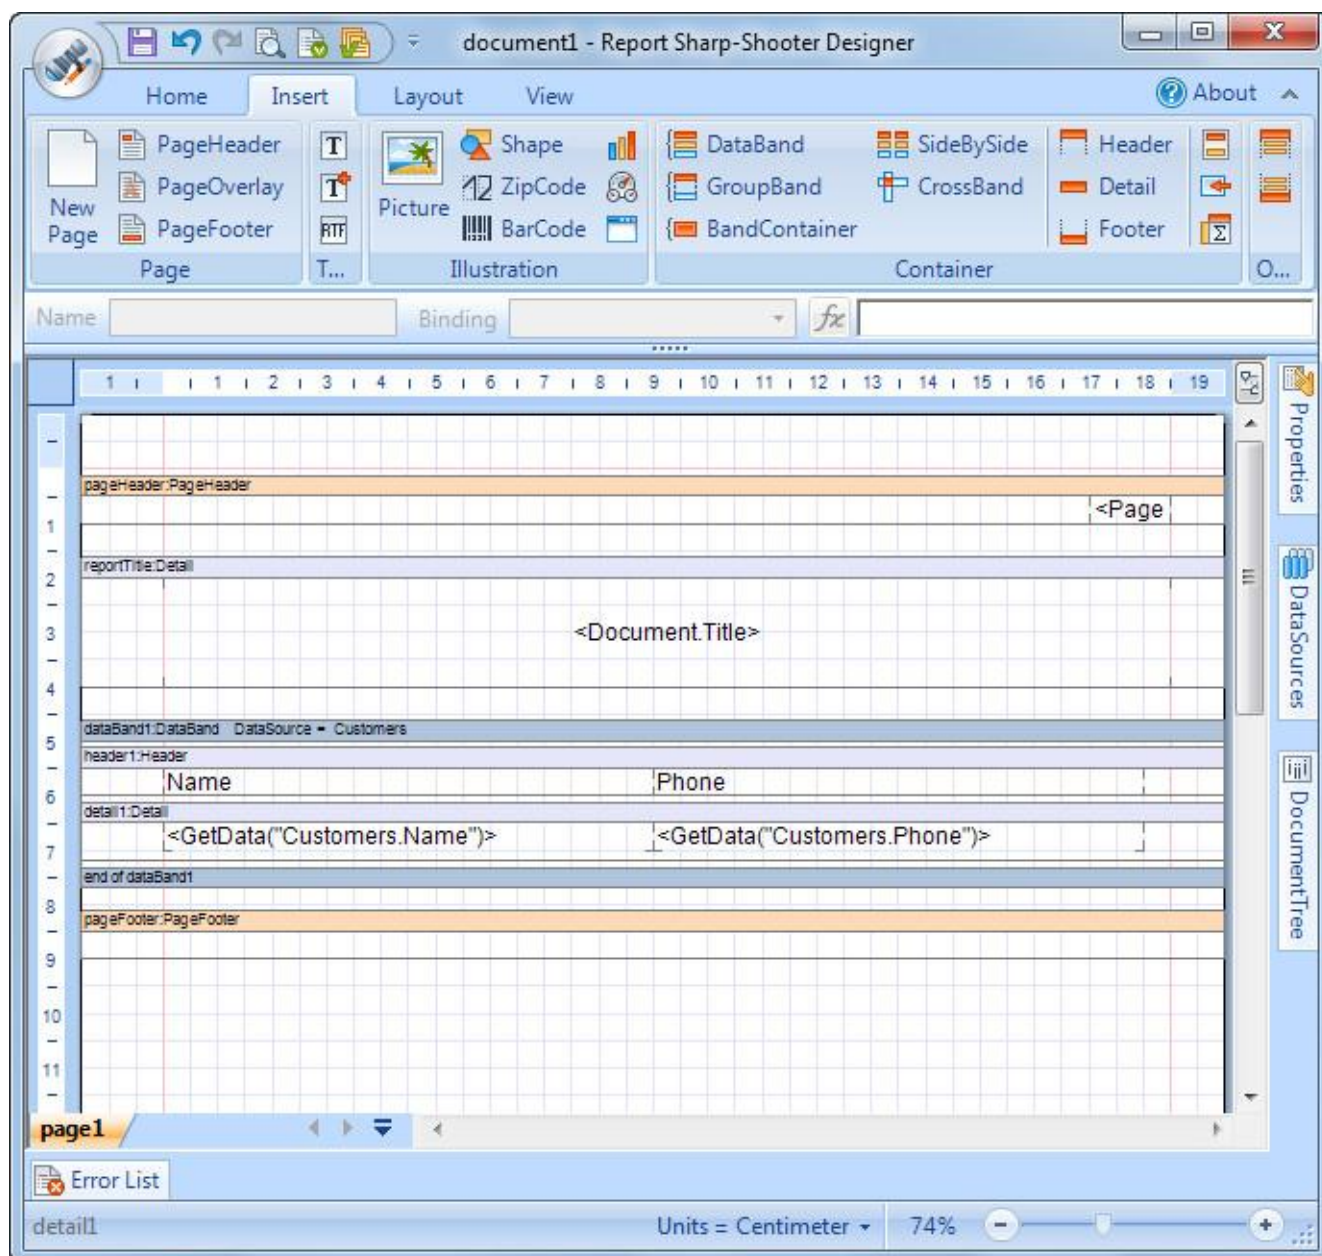 document1 - Report Sharp-Shooter Designer
Home Insert Layout View About
PageHeader T Shape DataBand SideBySide Header
PageOverlay T ZipCode GroupBand CrossBand Detail
New Page Picture
PageFooter RTF BarCode BandContainer Footer Σ
Page T... Illustration Container O...
Name Binding fx
1 1 2 3 4 5 6 7 8 9 10 11 12 13 14 15 16 17 18 19
Properties
DataSources
DocumentTree
pageHeader:PageHeader
<Page
1
reportTitle:Detail
2
<Document.Title>
3
4
dataBand1:DataBand DataSource = Customers
5
header1:Header
Name Phone
6
detail1:Detail
<GetData("Customers.Name")> <GetData("Customers.Phone")>
7
end of dataBand1
8
pageFooter:PageFooter
9
10
11
page1
Error List
detail1 Units = Centimeter 74%